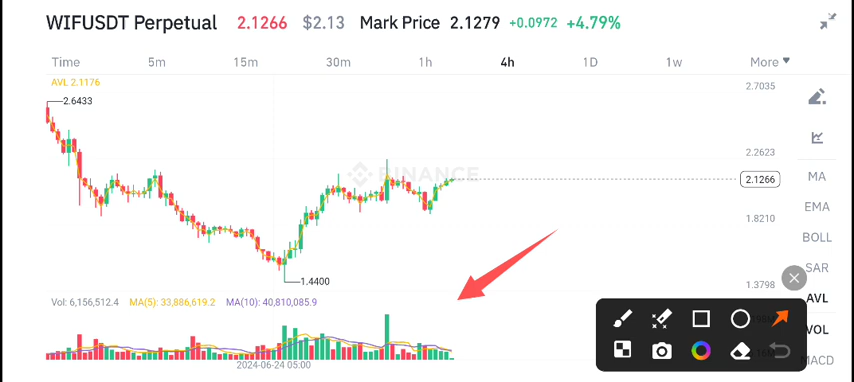 WIFUSDT Perpetual 2.1266 $2.13 Mark Price 2.1279 +0.0972 +4.79%
Time 5m 15m 30m 1h 4h 1D 1w More
AVL 2.1176
2.7035
2.6433
2.2623
BINANCE
2.1266
MA
1.8210
EMA
BOLL
1.4400
1.3798
SAR
Vol: 6,156,512.4 MA(5): 33,886,619.2 MA(10): 40,810,085.9
AVL
VOL
MACD
2024-06-24 05:00